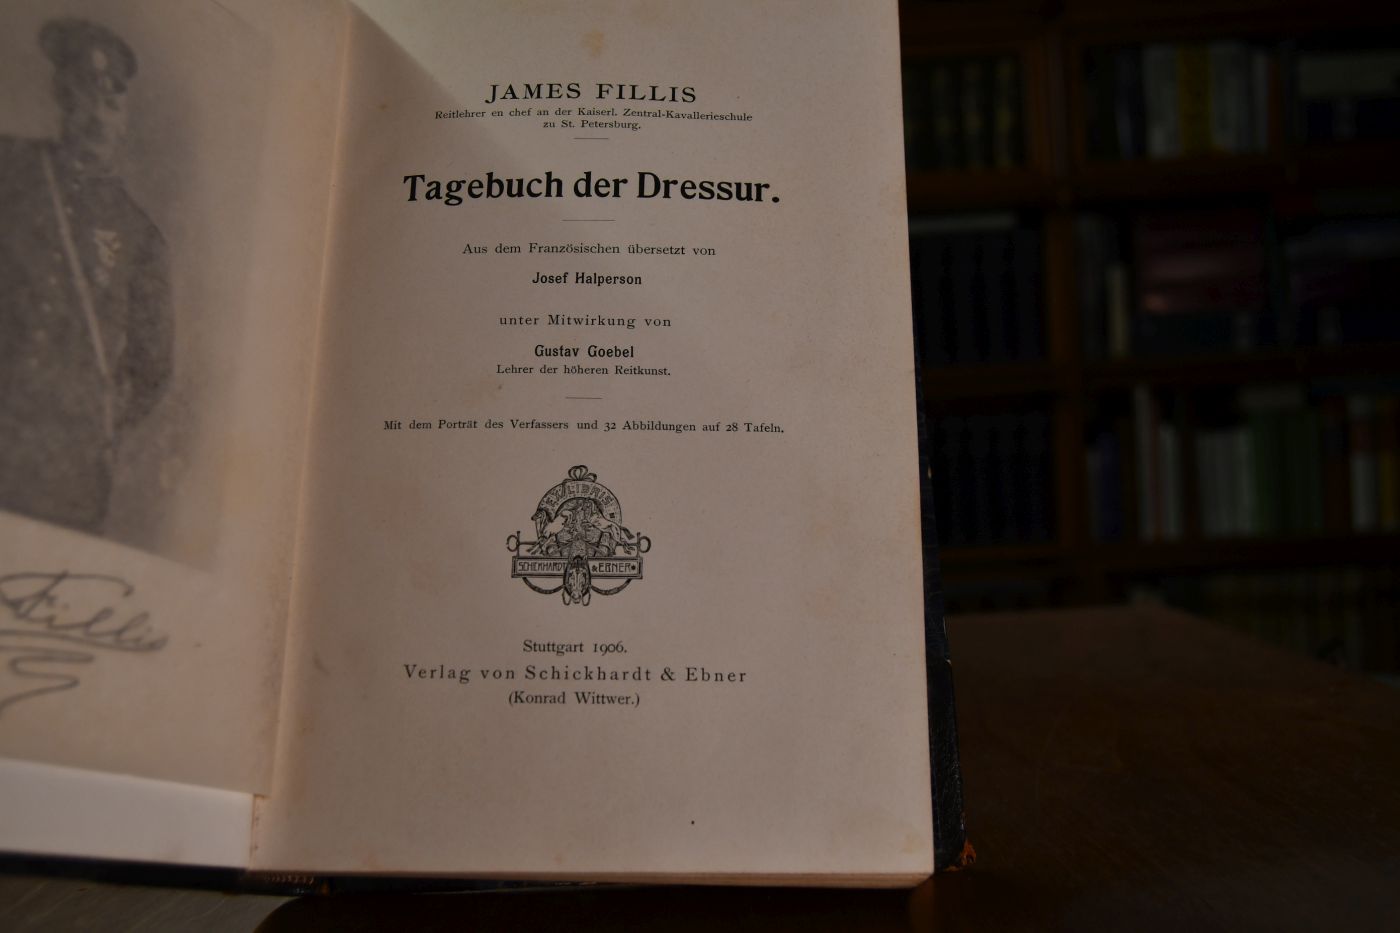 JAMES FILLIS
Reitlehrer en chef an der Kaiserl. Zentral-Kavallerieschule
zu St. Petersburg.
Tagebuch der Dressur.
Aus dem Französischen übersetzt von
Josef Halperson
unter Mitwirkung von
Gustav Goebel
Lehrer der höheren Reitkunst.
Mit dem Porträt des Verfassers und 32 Abbildungen auf 28 Tafeln.
EX LIBRIS
SCHICKHARDT & EBNER
Stuttgart 1906.
Verlag von Schickhardt & Ebner
(Konrad Wittwer.)
Fillis